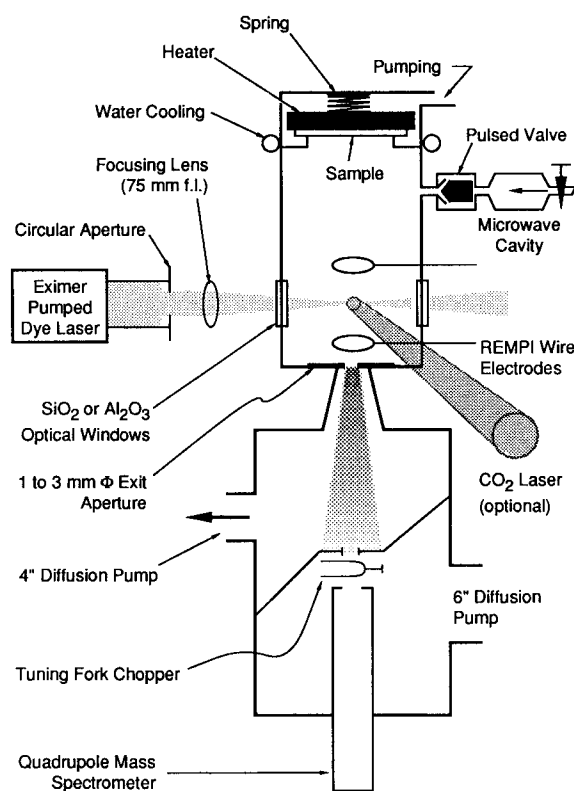 Spring
Heater
Pumping
Water Cooling
Pulsed Valve
Focusing Lens
(75 mm f.l.)
Sample
Microwave
Cavity
Circular Aperture
Eximer
Pumped
Dye Laser
REMPI Wire
Electrodes
SiO2 or Al2O3
Optical Windows
1 to 3 mm Φ Exit
Aperture
CO2 Laser
(optional)
4" Diffusion Pump
6" Diffusion
Pump
Tuning Fork Chopper
Quadrupole Mass
Spectrometer